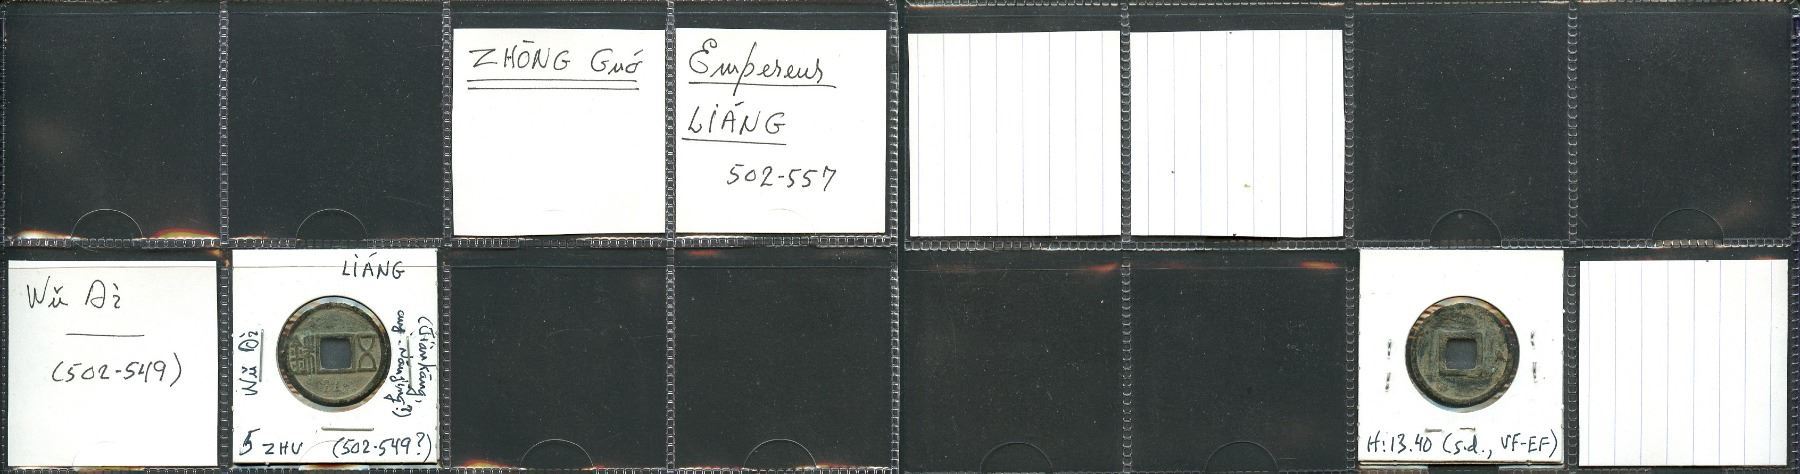 ZHŌNG Guó
Empereur
LIÁNG
502-557
Wǔ Dì
(502-549)
LIÁNG
Wǔ Dì
(Jiànkāng,
5 ZHU (502-549?)
H:13.40 (s.d., VF-EF)